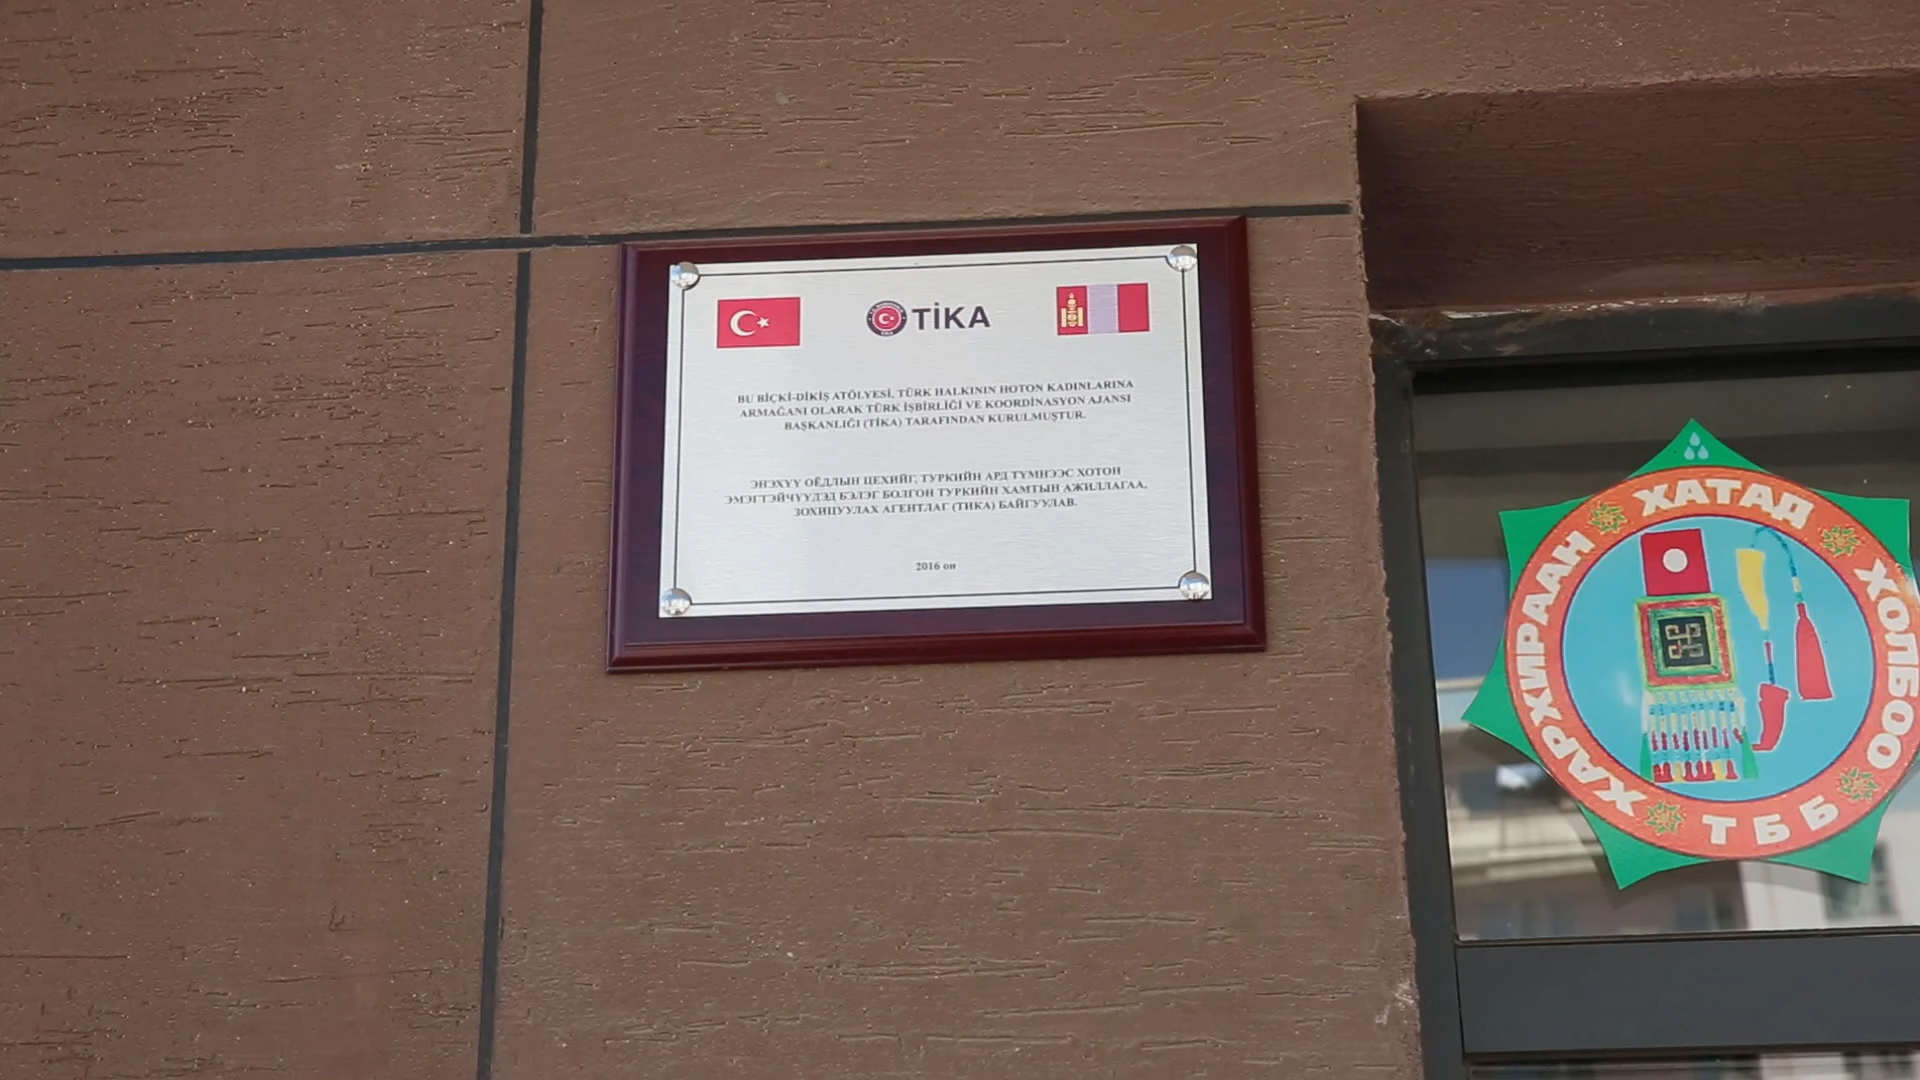 TİKA
BU BİÇKİ-DİKİŞ ATÖLYESİ, TÜRK HALKININ HOTON KADINLARINA
ARMAĞANI OLARAK TÜRK İŞBİRLİĞİ VE KOORDİNASYON AJANSI
BAŞKANLIĞI (TİKA) TARAFINDAN KURULMUŞTUR.
ЭНЭХҮҮ ОЁДЛЫН ЦЕХИЙГ, ТУРКИЙН АРД ТҮМНЭЭС ХОТОН
ЭМЭГТЭЙЧҮҮДЭД БЭЛЭГ БОЛГОН ТУРКИЙН ХАМТЫН АЖИЛЛАГАА,
ЗОХИЦУУЛАХ АГЕНТЛАГ (ТИКА) БАЙГУУЛАВ.
2016 он
ХАРХИРААН ХАТАД ХОЛБОО
ТББ